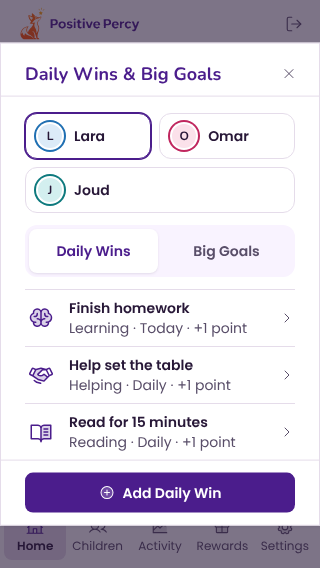 Positive Percy
Daily Wins & Big Goals
L Lara
O Omar
J Joud
Daily Wins
Big Goals
Finish homework
Learning · Today · +1 point
Help set the table
Helping · Daily · +1 point
Read for 15 minutes
Reading · Daily · +1 point
Add Daily Win
Home Children Activity Rewards Settings